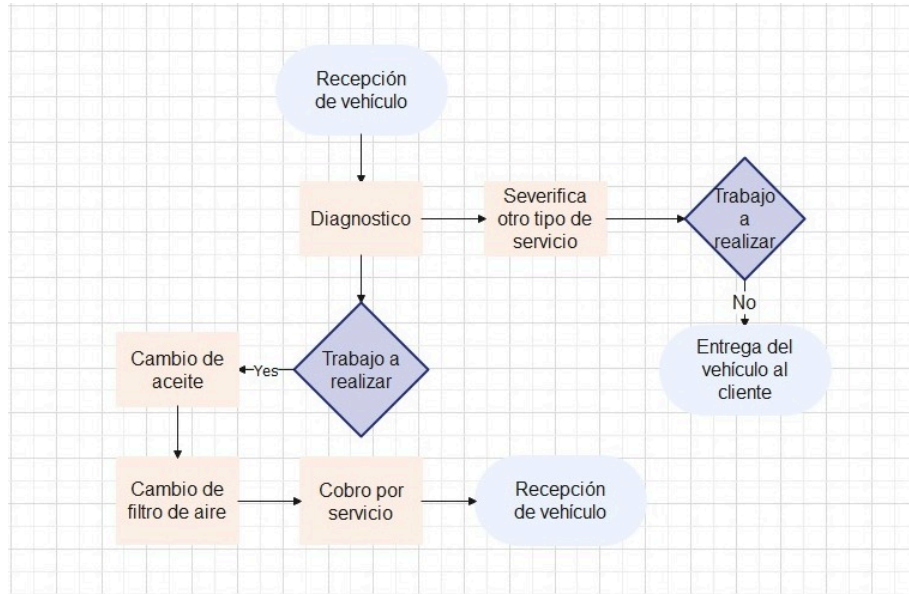 Recepción
de vehículo
Diagnostico
Severifica
otro tipo de
servicio
Trabajo
a
realizar
No
Entrega del
vehículo al
cliente
Trabajo a
realizar
Yes
Cambio de
aceite
Cambio de
filtro de aire
Cobro por
servicio
Recepción
de vehículo